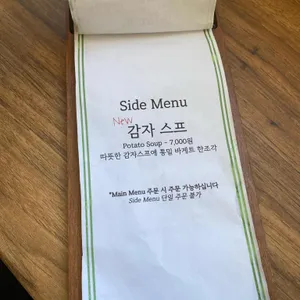 Side Menu
New
감자 스프
Potato Soup - 7,000원
따뜻한 감자스프에 통밀 바게트 한조각
*Main Menu 주문 시 주문 가능하십니다
Side Menu 단일 주문 불가